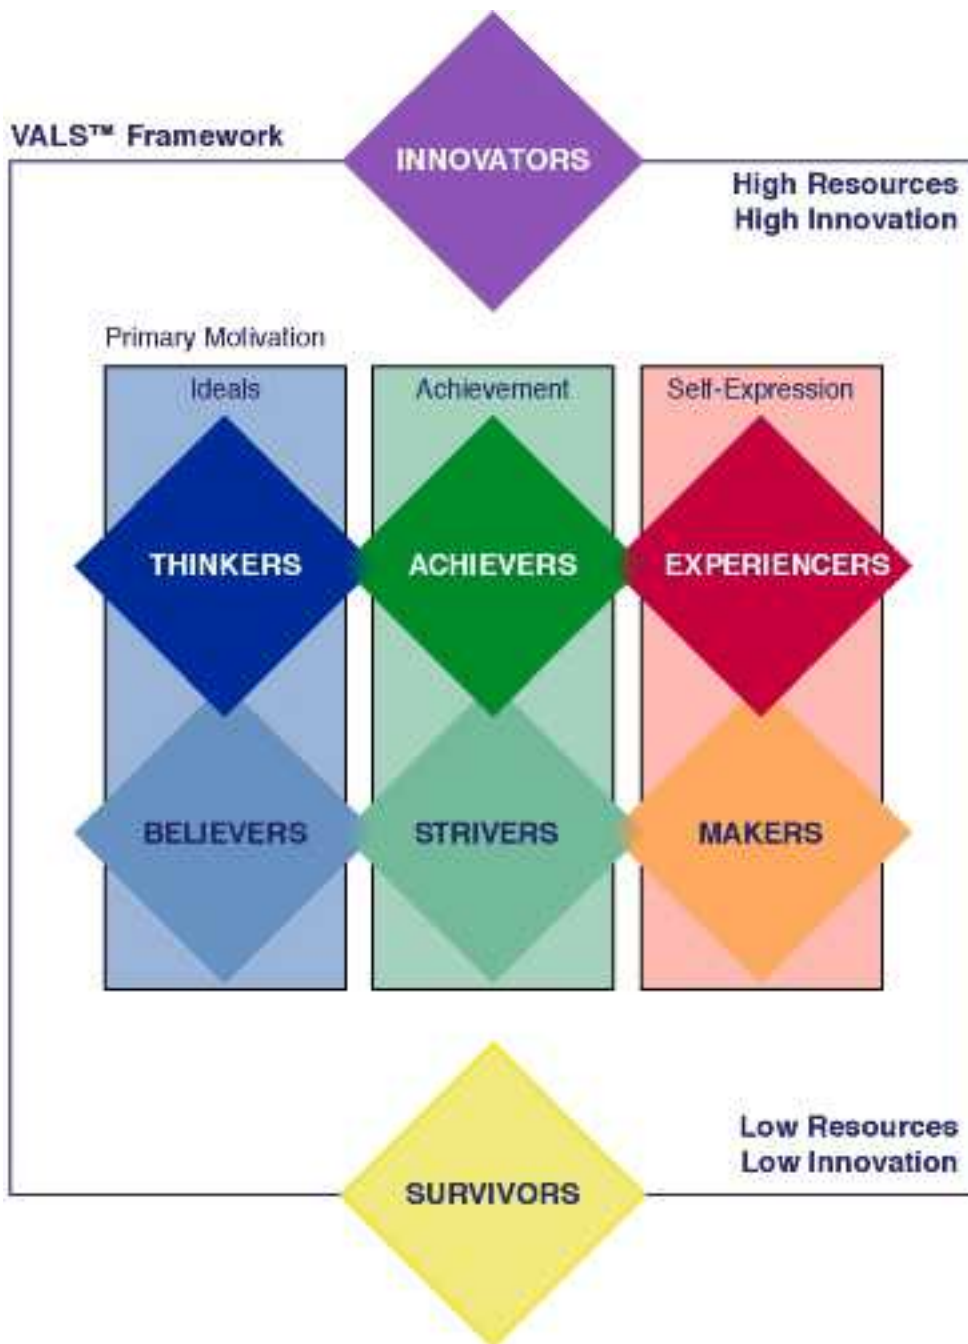 VALS™ Framework
INNOVATORS
High Resources
High Innovation
Primary Motivation
Ideals
Achievement
Self-Expression
THINKERS
ACHIEVERS
EXPERIENCERS
BELIEVERS
STRIVERS
MAKERS
Low Resources
Low Innovation
SURVIVORS